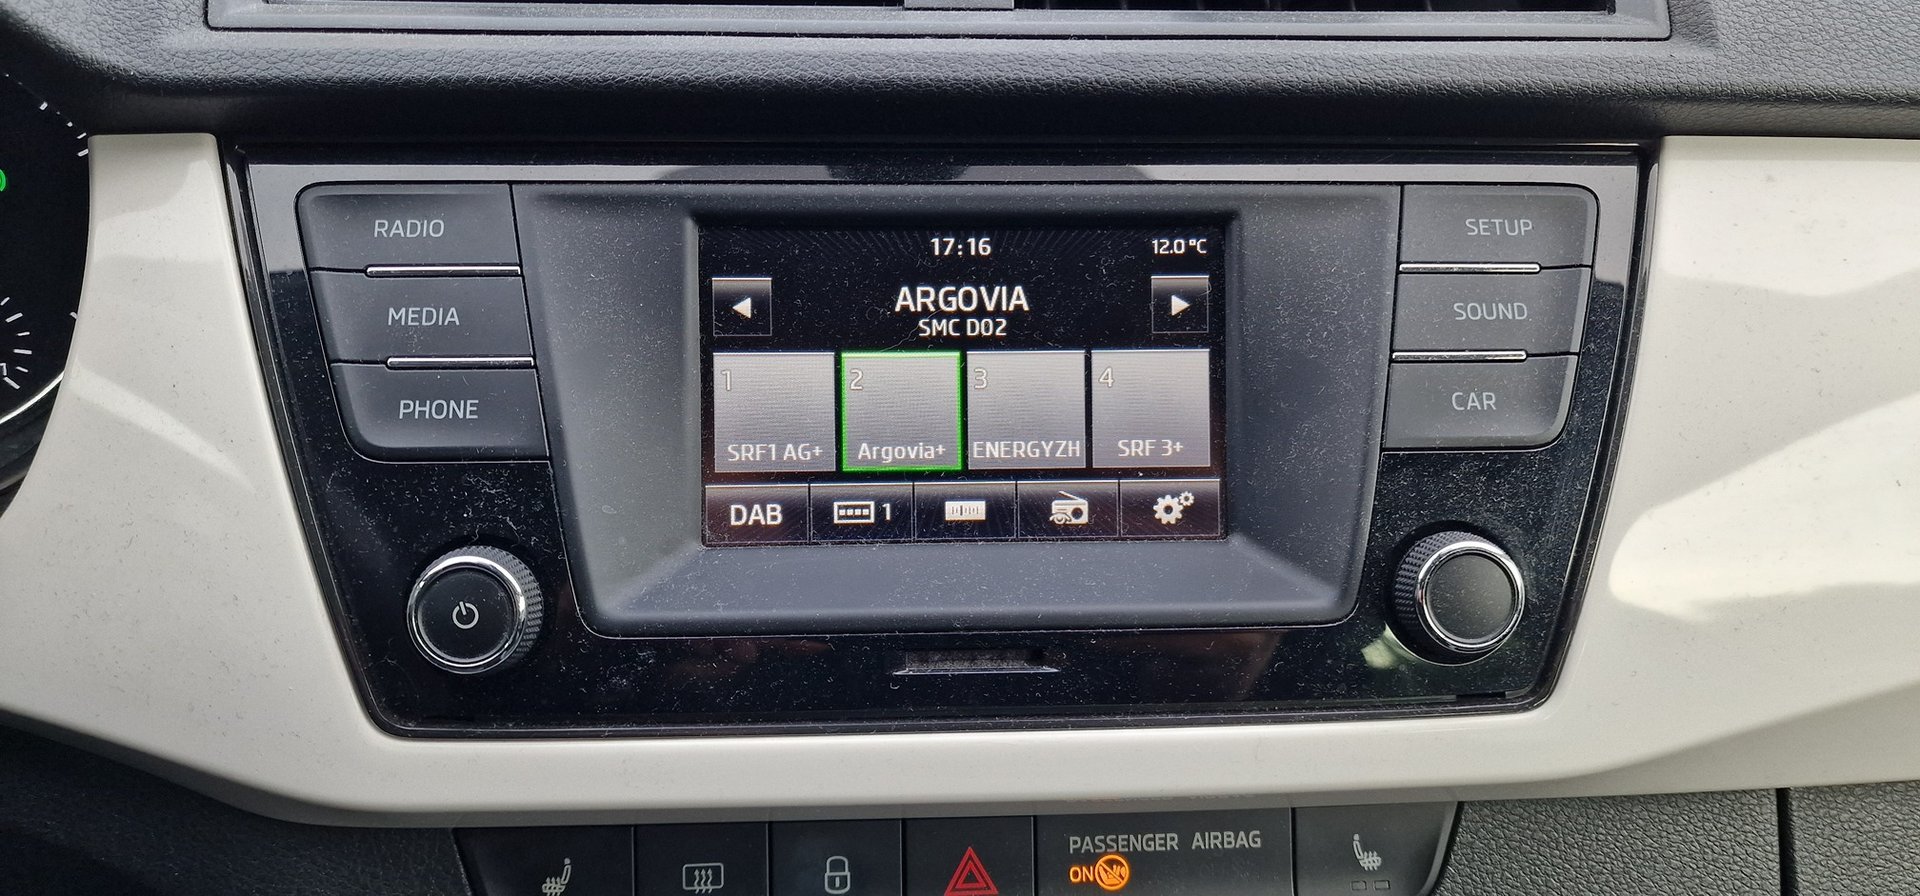 RADIO
MEDIA
PHONE
17:16
12.0 °C
ARGOVIA
SMC D02
1
2
3
4
SRF1 AG+
Argovia+
ENERGYZH
SRF 3+
DAB
1
SETUP
SOUND
CAR
PASSENGER AIRBAG
ON